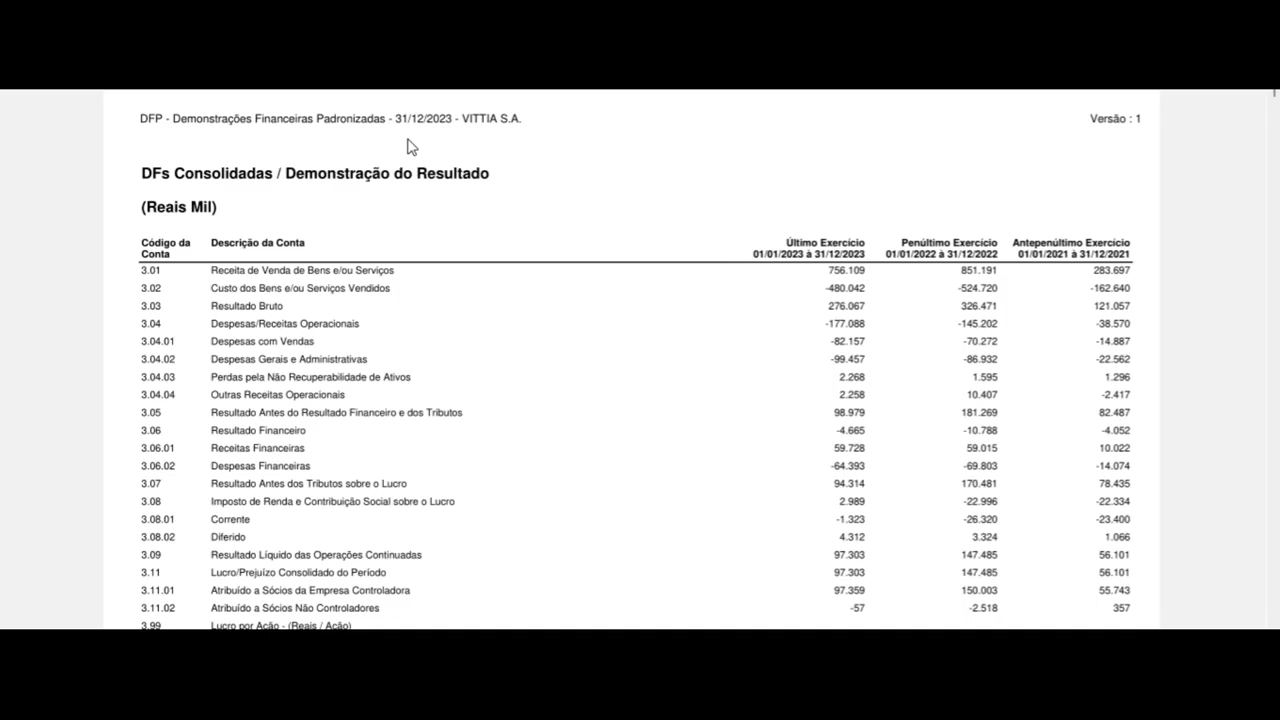 DFP - Demonstrações Financeiras Padronizadas - 31/12/2023 - VITTIA S.A. Versão : 1
DFs Consolidadas / Demonstração do Resultado
(Reais Mil)
Código da Conta Descrição da Conta Último Exercício 01/01/2023 à 31/12/2023 Penúltimo Exercício 01/01/2022 à 31/12/2022 Antepenúltimo Exercício 01/01/2021 à 31/12/2021
3.01 Receita de Venda de Bens e/ou Serviços 756.109 851.191 283.697
3.02 Custo dos Bens e/ou Serviços Vendidos -480.042 -524.720 -162.640
3.03 Resultado Bruto 276.067 326.471 121.057
3.04 Despesas/Receitas Operacionais -177.088 -145.202 -38.570
3.04.01 Despesas com Vendas -82.157 -70.272 -14.887
3.04.02 Despesas Gerais e Administrativas -99.457 -86.932 -22.562
3.04.03 Perdas pela Não Recuperabilidade de Ativos 2.268 1.595 1.296
3.04.04 Outras Receitas Operacionais 2.258 10.407 -2.417
3.05 Resultado Antes do Resultado Financeiro e dos Tributos 98.979 181.269 82.487
3.06 Resultado Financeiro -4.665 -10.788 -4.052
3.06.01 Receitas Financeiras 59.728 59.015 10.022
3.06.02 Despesas Financeiras -64.393 -69.803 -14.074
3.07 Resultado Antes dos Tributos sobre o Lucro 94.314 170.481 78.435
3.08 Imposto de Renda e Contribuição Social sobre o Lucro 2.989 -22.996 -22.334
3.08.01 Corrente -1.323 -26.320 -23.400
3.08.02 Diferido 4.312 3.324 1.066
3.09 Resultado Líquido das Operações Continuadas 97.303 147.485 56.101
3.11 Lucro/Prejuízo Consolidado do Período 97.303 147.485 56.101
3.11.01 Atribuído a Sócios da Empresa Controladora 97.359 150.003 55.743
3.11.02 Atribuído a Sócios Não Controladores -57 -2.518 357
3.99 Lucro por Ação - (Reais / Ação)